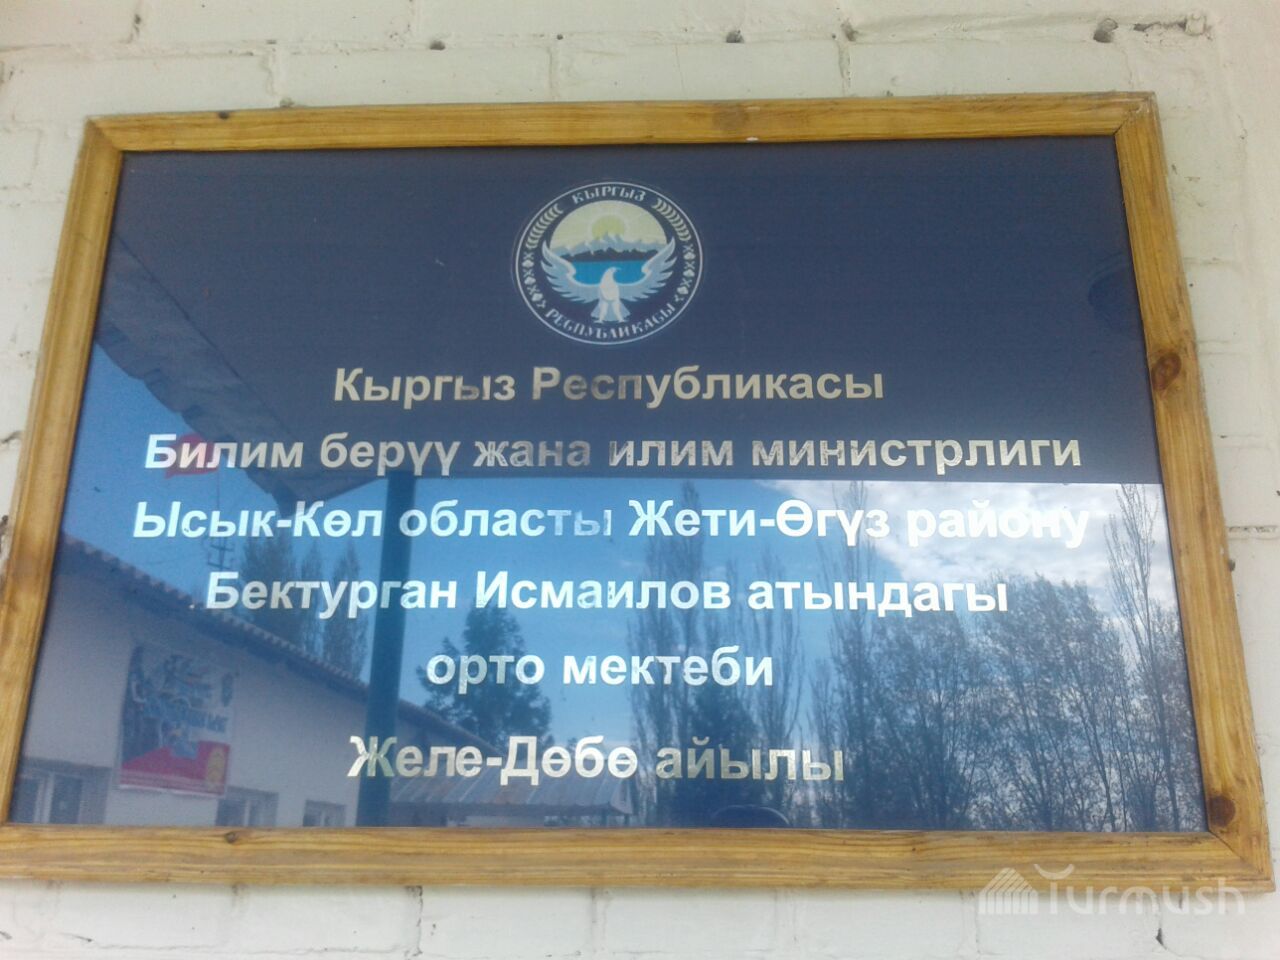 КЫРГЫЗ
РЕСПУБЛИКАСЫ
Кыргыз Республикасы
Билим берүү жана илим министрлиги
Ысык-Көл областы Жети-Өгүз району
Бектурган Исмаилов атындагы
орто мектеби
Желе-Дөбө айылы
Turmush